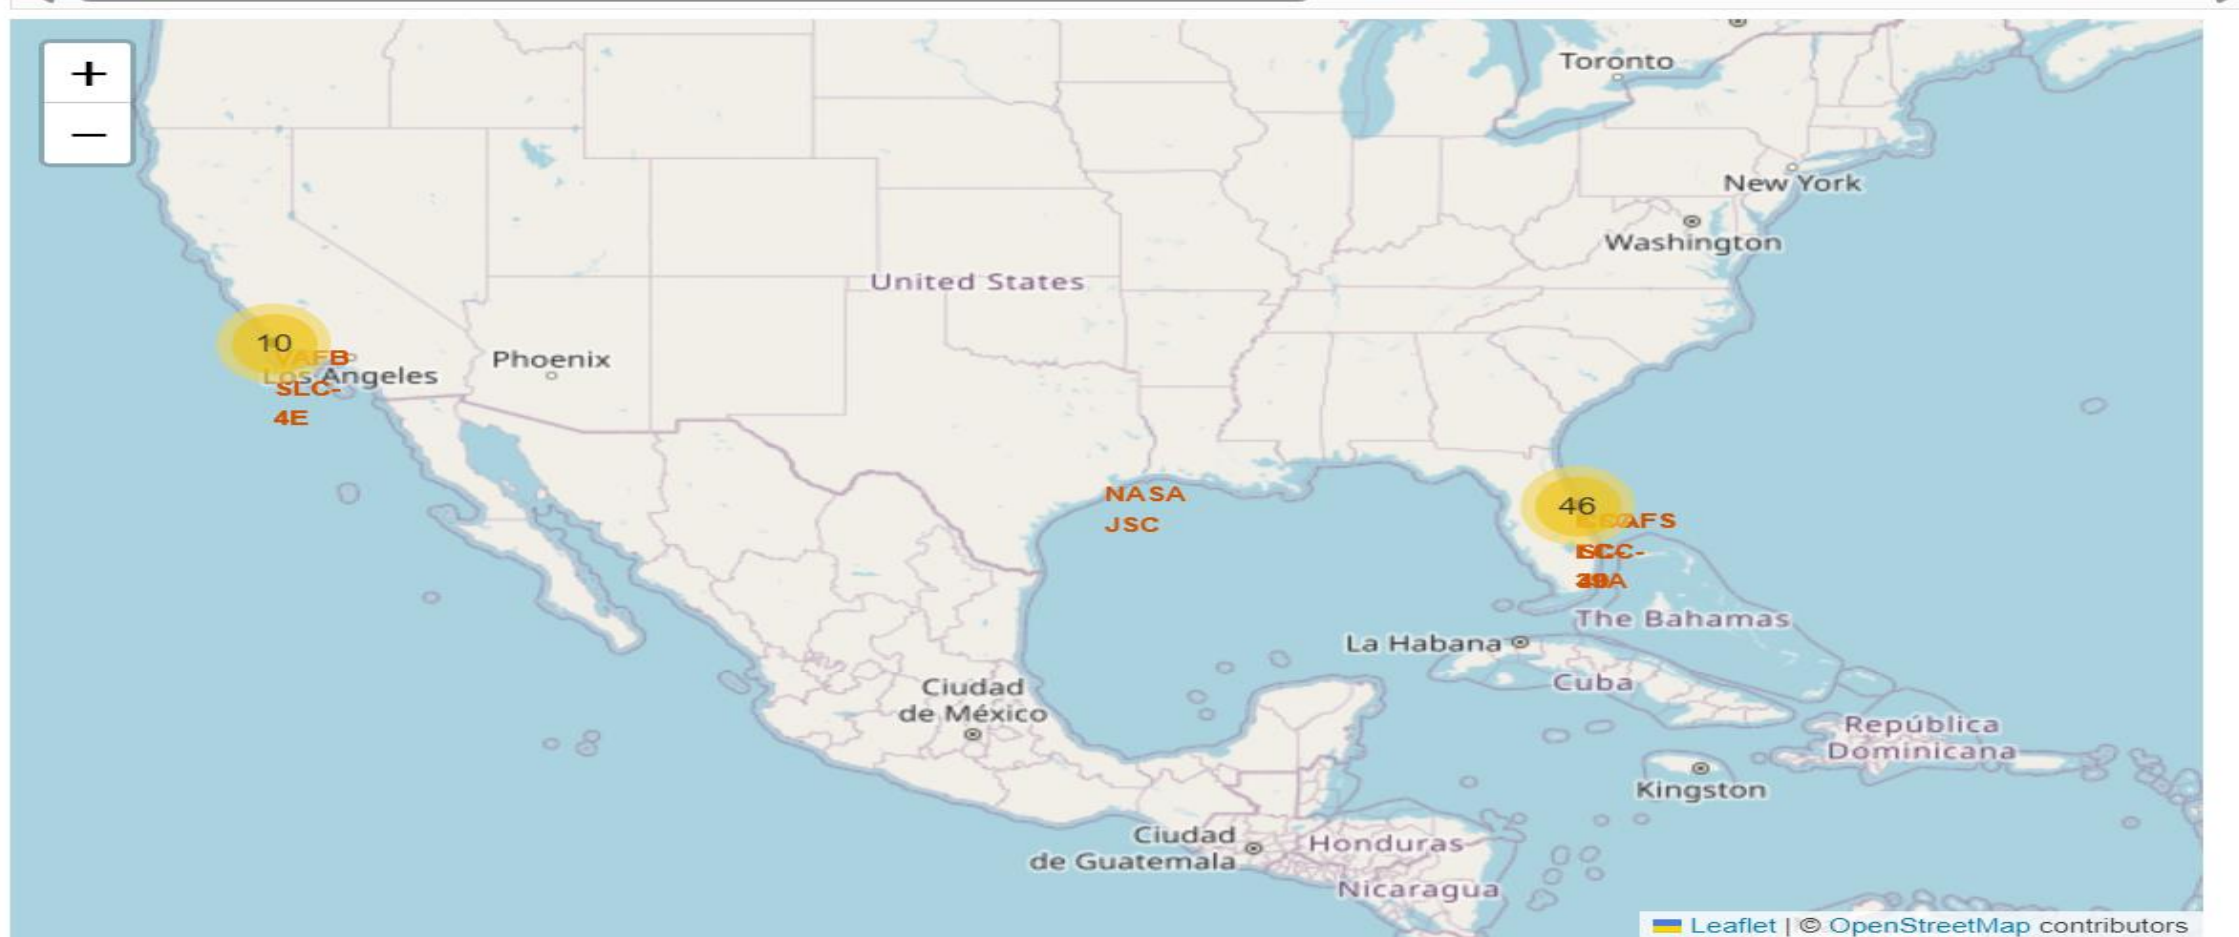 +
−
Toronto
New York
Washington
United States
10
VAFB
SLC-
4E
Los Angeles
Phoenix
NASA
JSC
46
The Bahamas
La Habana
Cuba
Ciudad
de México
República
Dominicana
Kingston
Ciudad
de Guatemala
Honduras
Nicaragua
Leaflet | © OpenStreetMap contributors